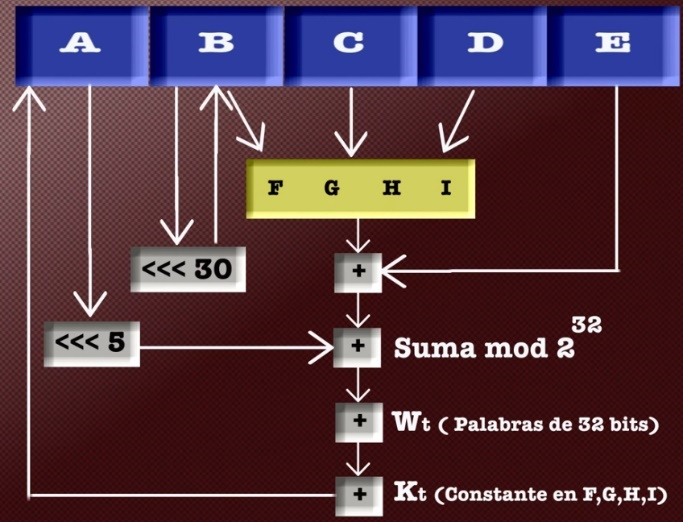 A B C D E
F G H I
<<< 30
+
<<< 5
+
Suma mod 2^32
+
Wt ( Palabras de 32 bits)
+
Kt (Constante en F,G,H,I)